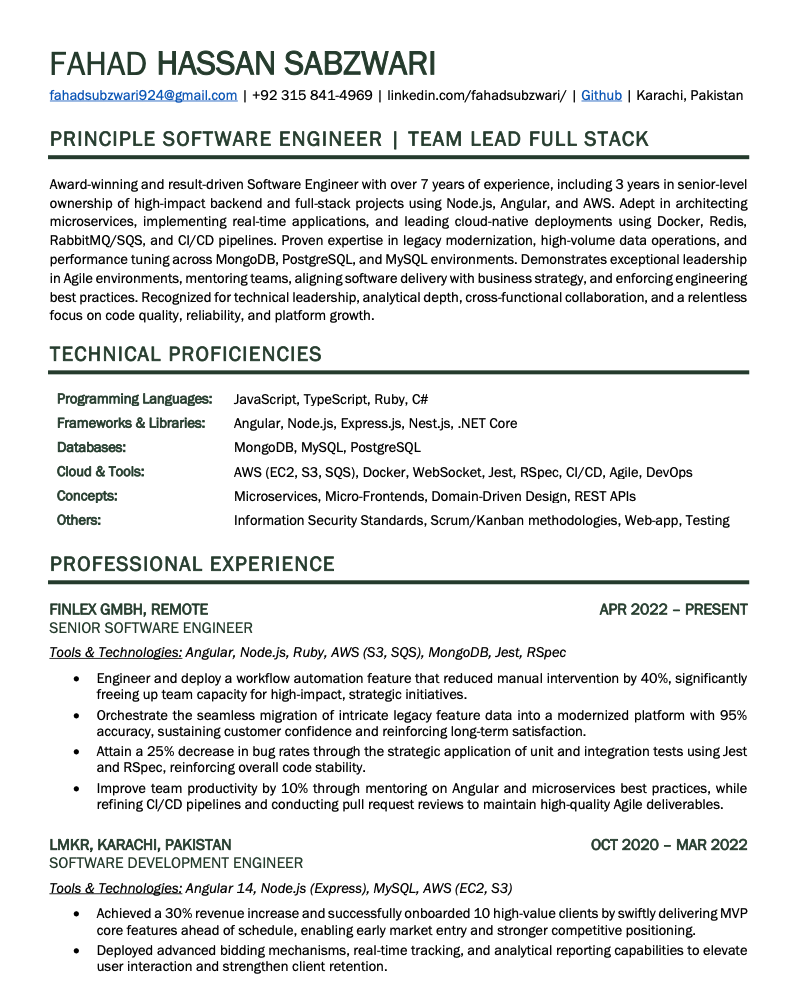 FAHAD HASSAN SABZWARI
fahadsubzwari924@gmail.com | +92 315 841-4969 | linkedin.com/fahadsubzwari/ | Github | Karachi, Pakistan
PRINCIPLE SOFTWARE ENGINEER | TEAM LEAD FULL STACK
Award-winning and result-driven Software Engineer with over 7 years of experience, including 3 years in senior-level
ownership of high-impact backend and full-stack projects using Node.js, Angular, and AWS. Adept in architecting
microservices, implementing real-time applications, and leading cloud-native deployments using Docker, Redis,
RabbitMQ/SQS, and CI/CD pipelines. Proven expertise in legacy modernization, high-volume data operations, and
performance tuning across MongoDB, PostgreSQL, and MySQL environments. Demonstrates exceptional leadership
in Agile environments, mentoring teams, aligning software delivery with business strategy, and enforcing engineering
best practices. Recognized for technical leadership, analytical depth, cross-functional collaboration, and a relentless
focus on code quality, reliability, and platform growth.
TECHNICAL PROFICIENCIES
Programming Languages: JavaScript, TypeScript, Ruby, C#
Frameworks & Libraries: Angular, Node.js, Express.js, Nest.js, .NET Core
Databases: MongoDB, MySQL, PostgreSQL
Cloud & Tools: AWS (EC2, S3, SQS), Docker, WebSocket, Jest, RSpec, CI/CD, Agile, DevOps
Concepts: Microservices, Micro-Frontends, Domain-Driven Design, REST APIs
Others: Information Security Standards, Scrum/Kanban methodologies, Web-app, Testing
PROFESSIONAL EXPERIENCE
FINLEX GMBH, REMOTE APR 2022 – PRESENT
SENIOR SOFTWARE ENGINEER
Tools & Technologies: Angular, Node.js, Ruby, AWS (S3, SQS), MongoDB, Jest, RSpec
• Engineer and deploy a workflow automation feature that reduced manual intervention by 40%, significantly
freeing up team capacity for high-impact, strategic initiatives.
• Orchestrate the seamless migration of intricate legacy feature data into a modernized platform with 95%
accuracy, sustaining customer confidence and reinforcing long-term satisfaction.
• Attain a 25% decrease in bug rates through the strategic application of unit and integration tests using Jest
and RSpec, reinforcing overall code stability.
• Improve team productivity by 10% through mentoring on Angular and microservices best practices, while
refining CI/CD pipelines and conducting pull request reviews to maintain high-quality Agile deliverables.
LMKR, KARACHI, PAKISTAN OCT 2020 – MAR 2022
SOFTWARE DEVELOPMENT ENGINEER
Tools & Technologies: Angular 14, Node.js (Express), MySQL, AWS (EC2, S3)
• Achieved a 30% revenue increase and successfully onboarded 10 high-value clients by swiftly delivering MVP
core features ahead of schedule, enabling early market entry and stronger competitive positioning.
• Deployed advanced bidding mechanisms, real-time tracking, and analytical reporting capabilities to elevate
user interaction and strengthen client retention.